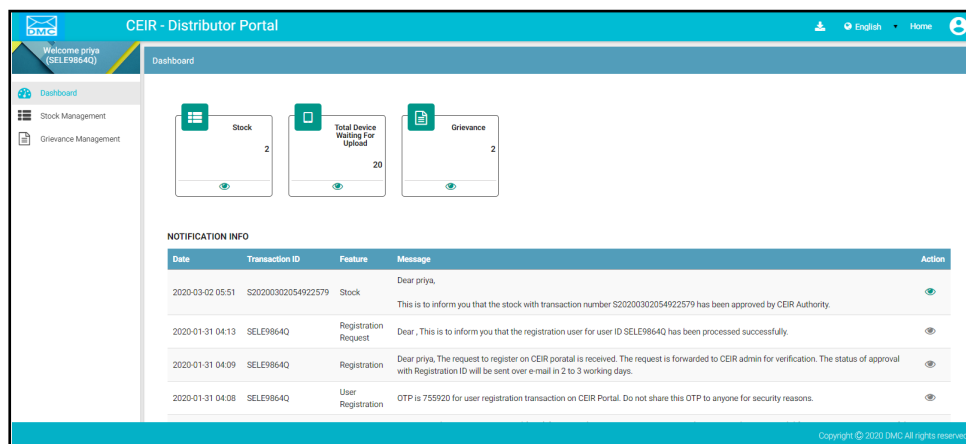 DMC
CEIR - Distributor Portal
English
Home
Welcome priya
(SELE9864Q)
Dashboard
Dashboard
Stock Management
Grievance Management
Stock
2
Total Device
Waiting For
Upload
20
Grievance
2
NOTIFICATION INFO
Date Transaction ID Feature Message Action
Dear priya,
2020-03-02 05:51 S20200302054922579 Stock
This is to inform you that the stock with transaction number S20200302054922579 has been approved by CEIR Authority.
2020-01-31 04:13 SELE9864Q Registration
Request Dear , This is to inform you that the registration user for user ID SELE9864Q has been processed successfully.
2020-01-31 04:09 SELE9864Q Registration Dear priya, The request to register on CEIR poratal is received. The request is forwarded to CEIR admin for verification. The status of approval
with Registration ID will be sent over e-mail in 2 to 3 working days.
2020-01-31 04:08 SELE9864Q User
Registration OTP is 755920 for user registration transaction on CEIR Portal. Do not share this OTP to anyone for security reasons.
Copyright © 2020 DMC All rights reserved